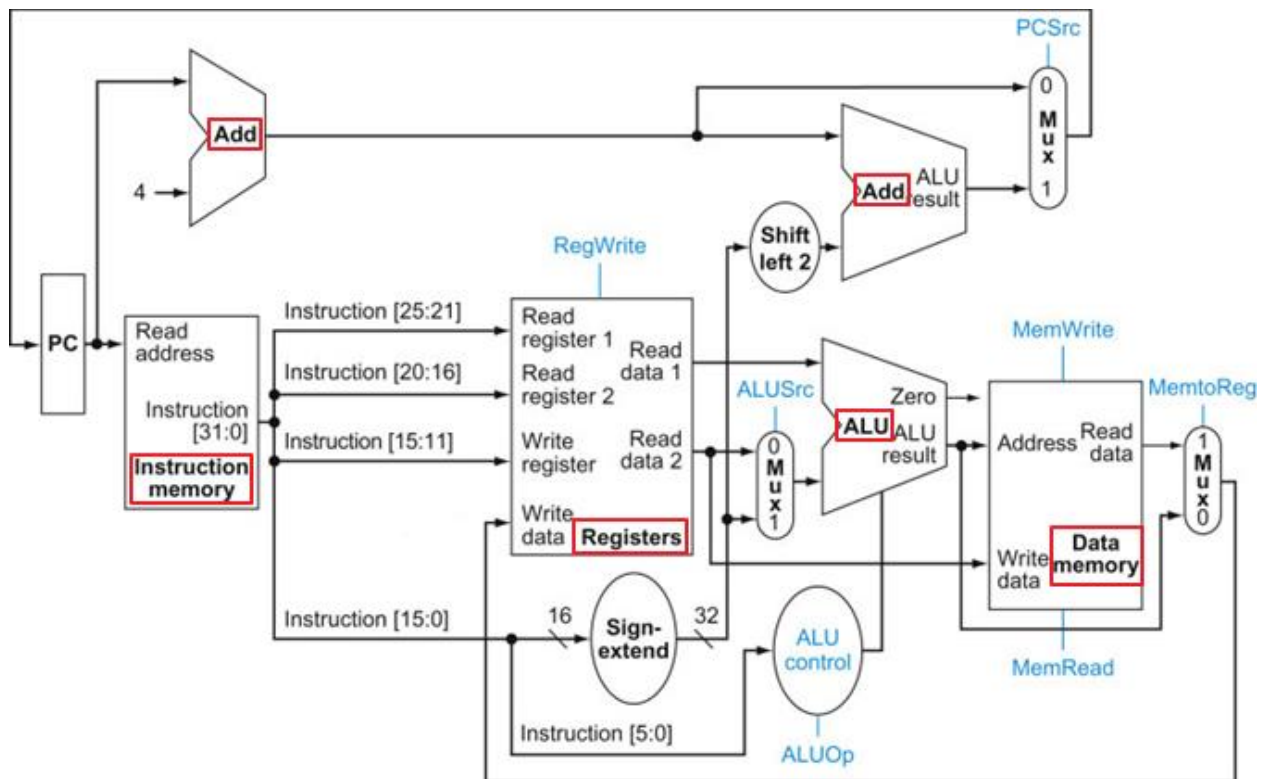 PCSrc
0
Mux
1
Add
4
Add
ALU
result
Shift
left 2
RegWrite
PC
Read
address
Instruction
[31:0]
Instruction
memory
Instruction [25:21]
Instruction [20:16]
Instruction [15:11]
Instruction [15:0]
Instruction [5:0]
Read
register 1
Read
register 2
Write
register
Write
data
Read
data 1
Read
data 2
Registers
ALUSrc
0
Mux
1
Zero
ALU
ALU
result
MemWrite
Address
Read
data
Write
data
Data
memory
MemRead
MemtoReg
1
Mux
0
16
Sign-
extend
32
ALU
control
ALUOp